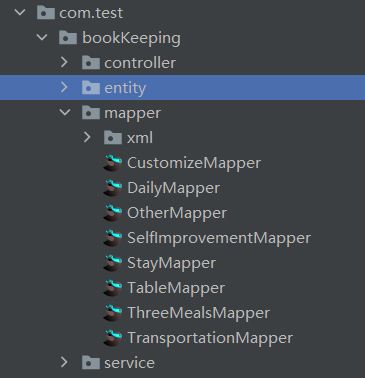 com.test
bookKeeping
controller
entity
mapper
xml
CustomizeMapper
DailyMapper
OtherMapper
SelfImprovementMapper
StayMapper
TableMapper
ThreeMealsMapper
TransportationMapper
service